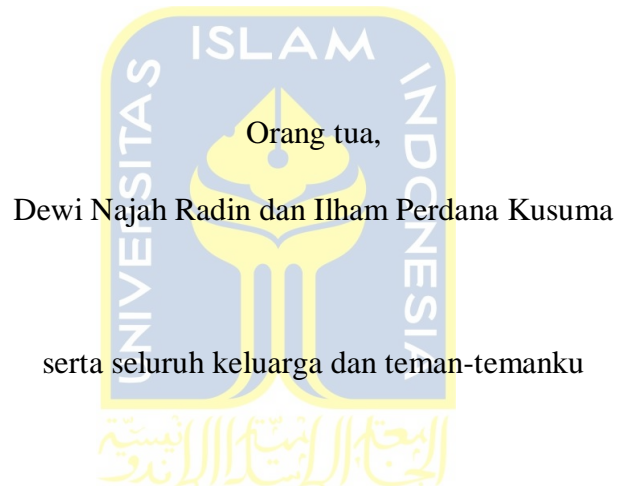 ISLAM
UNIVERSITAS
INDONESIA
Orang tua,
Dewi Najah Radin dan Ilham Perdana Kusuma
serta seluruh keluarga dan teman-temanku